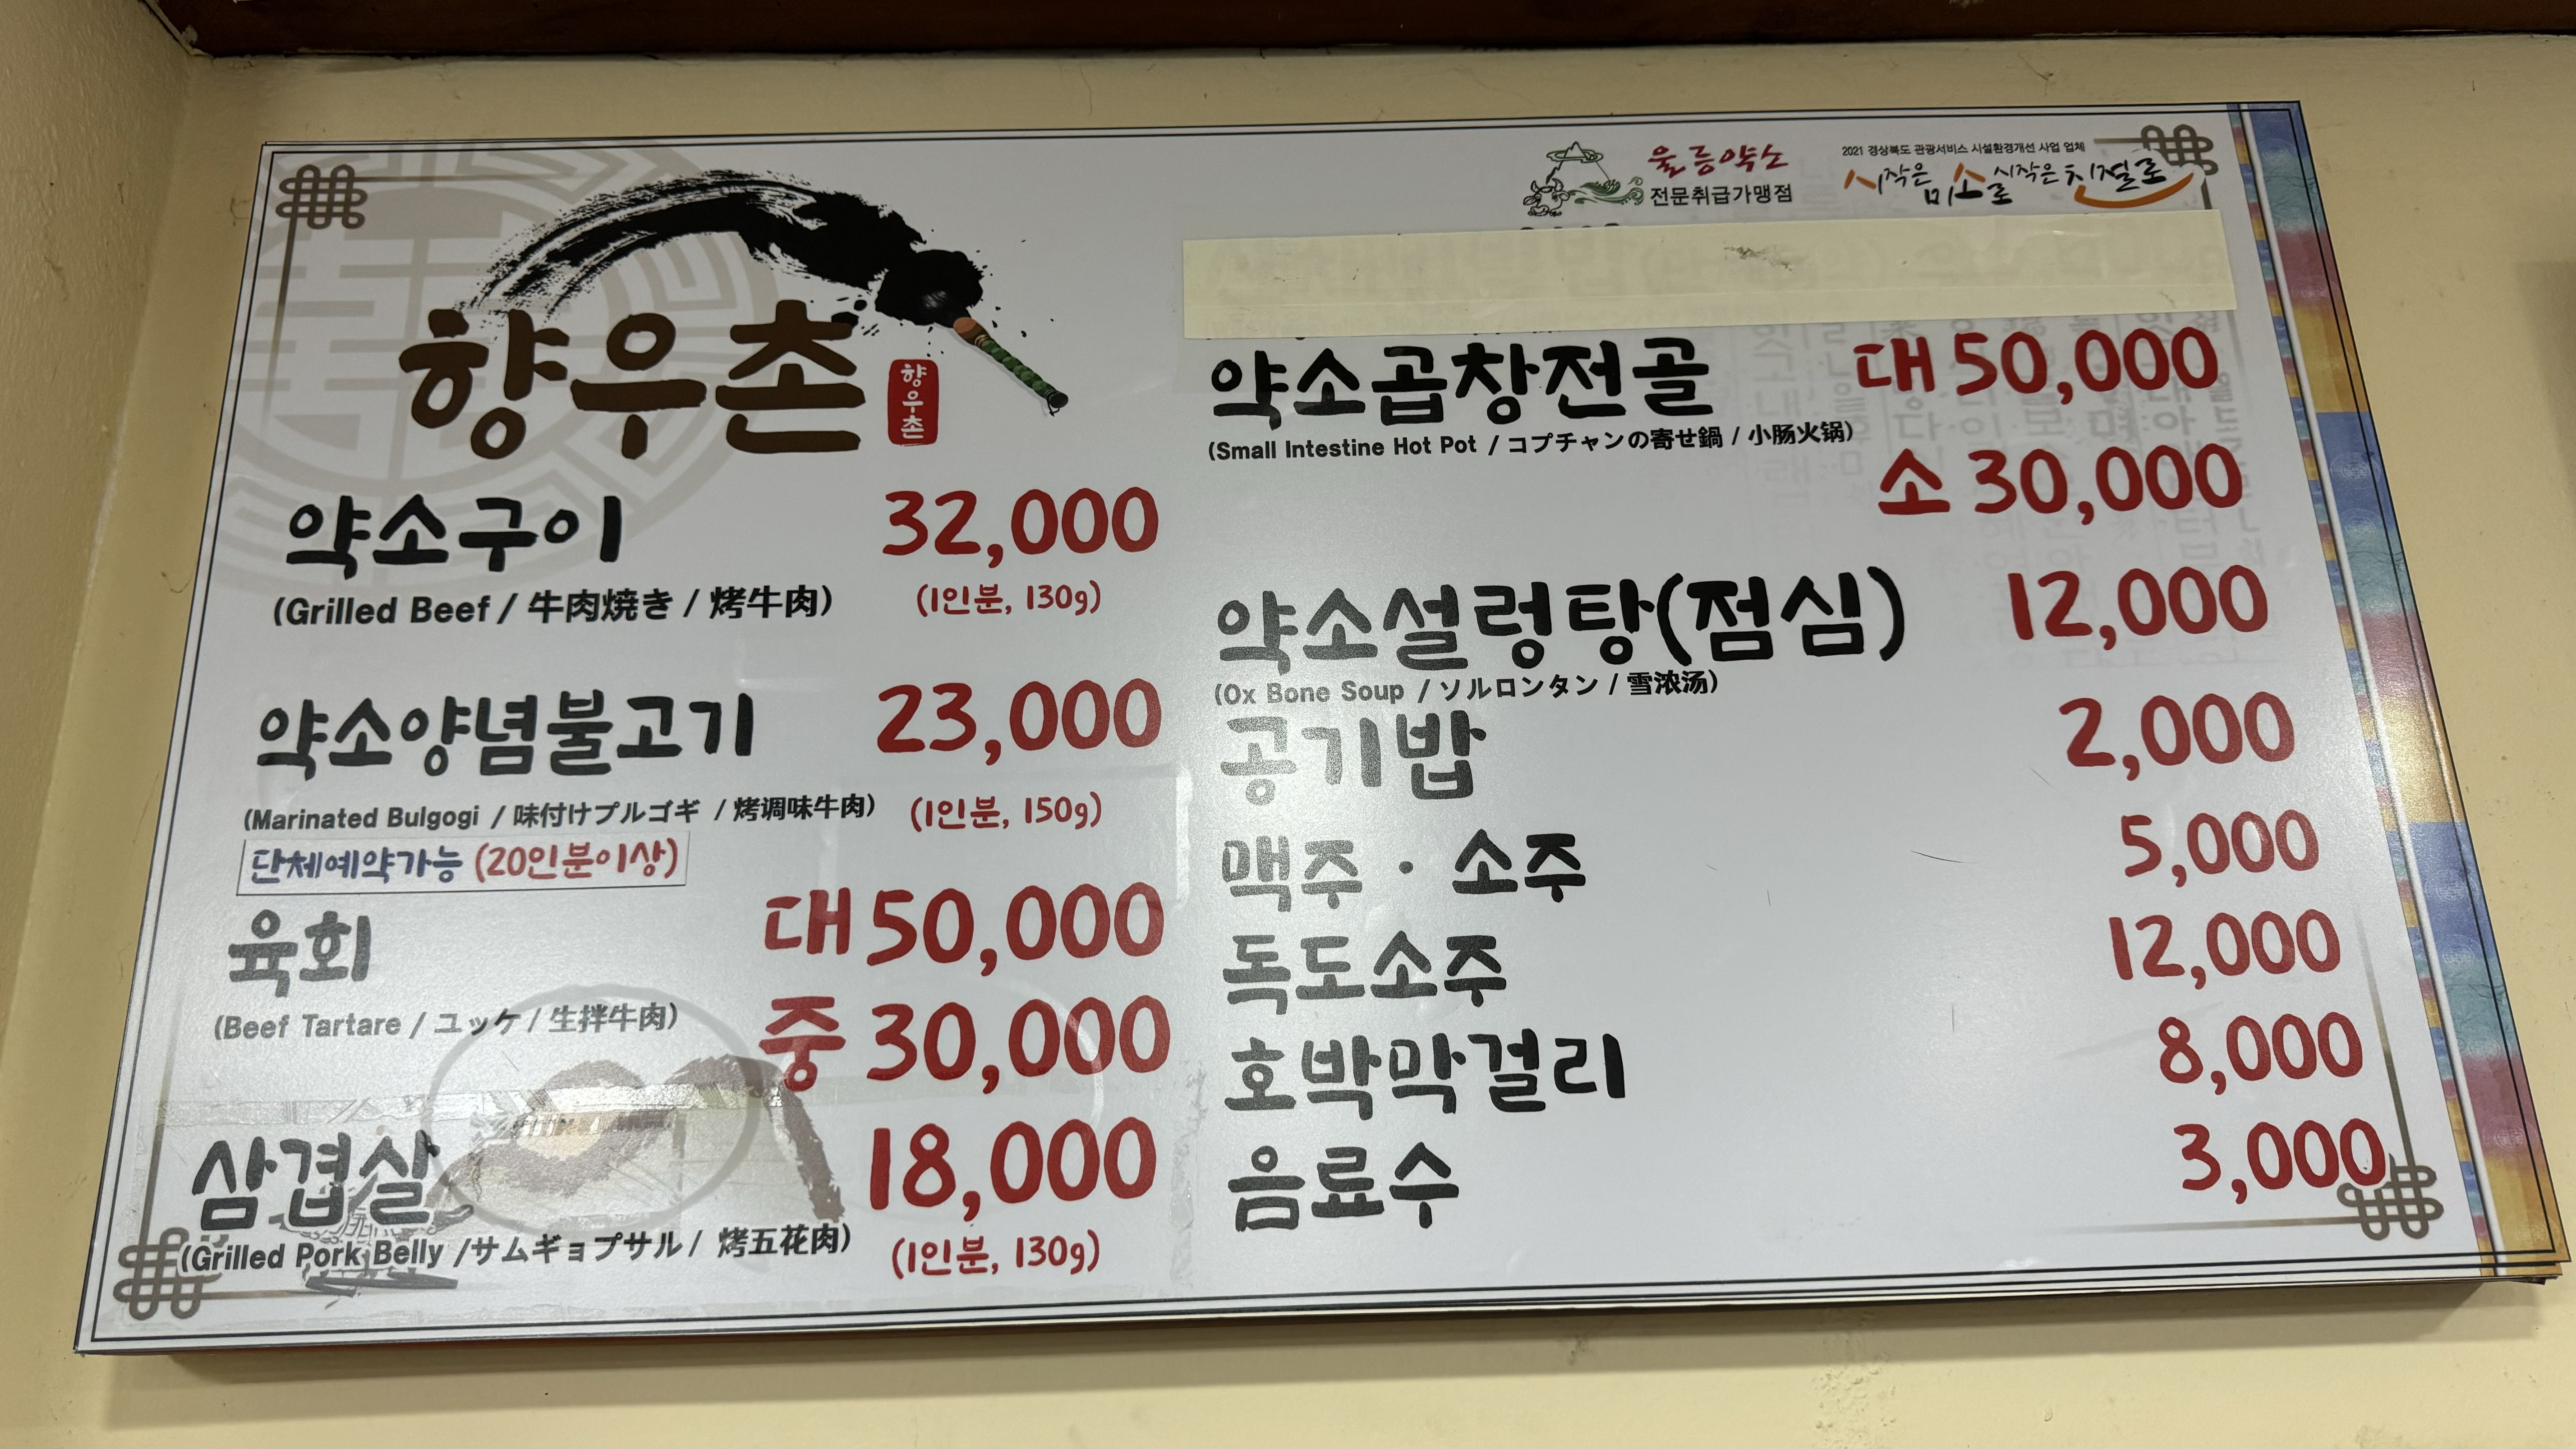 향우촌
향우촌
약소구이 32,000
(Grilled Beef / 牛肉焼き / 烤牛肉) (1인분, 130g)
약소양념불고기 23,000
(Marinated Bulgogi / 味付けプルゴギ / 烤调味牛肉) (1인분, 150g)
단체예약가능 (20인분이상)
육회 대 50,000
(Beef Tartare / ユッケ / 生拌牛肉) 중 30,000
삼겹살 18,000
(Grilled Pork Belly /サムギョプサル/ 烤五花肉) (1인분, 130g)
울릉약소
전문취급가맹점
2021 경상북도 관광서비스 시설환경개선 사업 업체
시작은 미소로 시작은 친절로
약소곱창전골 대 50,000
(Small Intestine Hot Pot / コプチャンの寄せ鍋 / 小肠火锅)
소 30,000
약소설렁탕(점심) 12,000
(Ox Bone Soup / ソルロンタン / 雪浓汤)
공기밥 2,000
맥주 · 소주 5,000
독도소주 12,000
호박막걸리 8,000
음료수 3,000